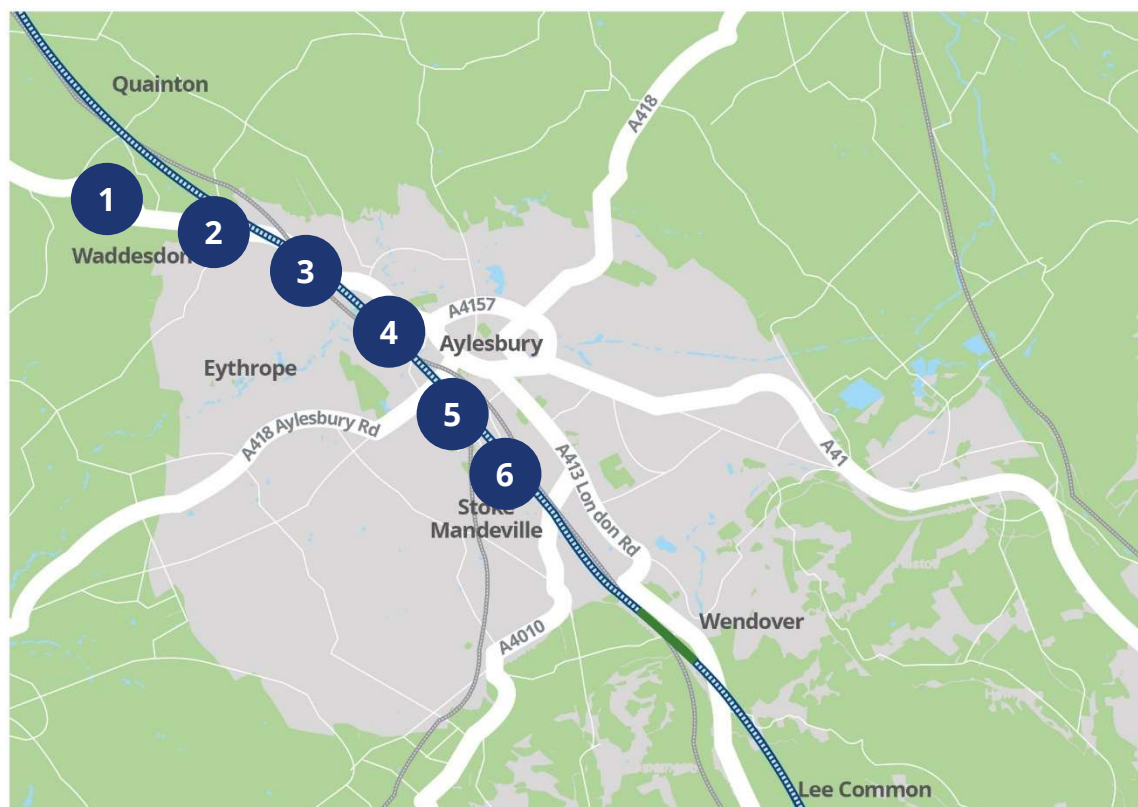 Quainton
A418
1
2
Waddesdon
3
A4157
4
Aylesbury
Eythrope
5
A418 Aylesbury Rd
A41
6
A413 London Rd
Stoke
Mandeville
Wendover
A4010
Lee Common